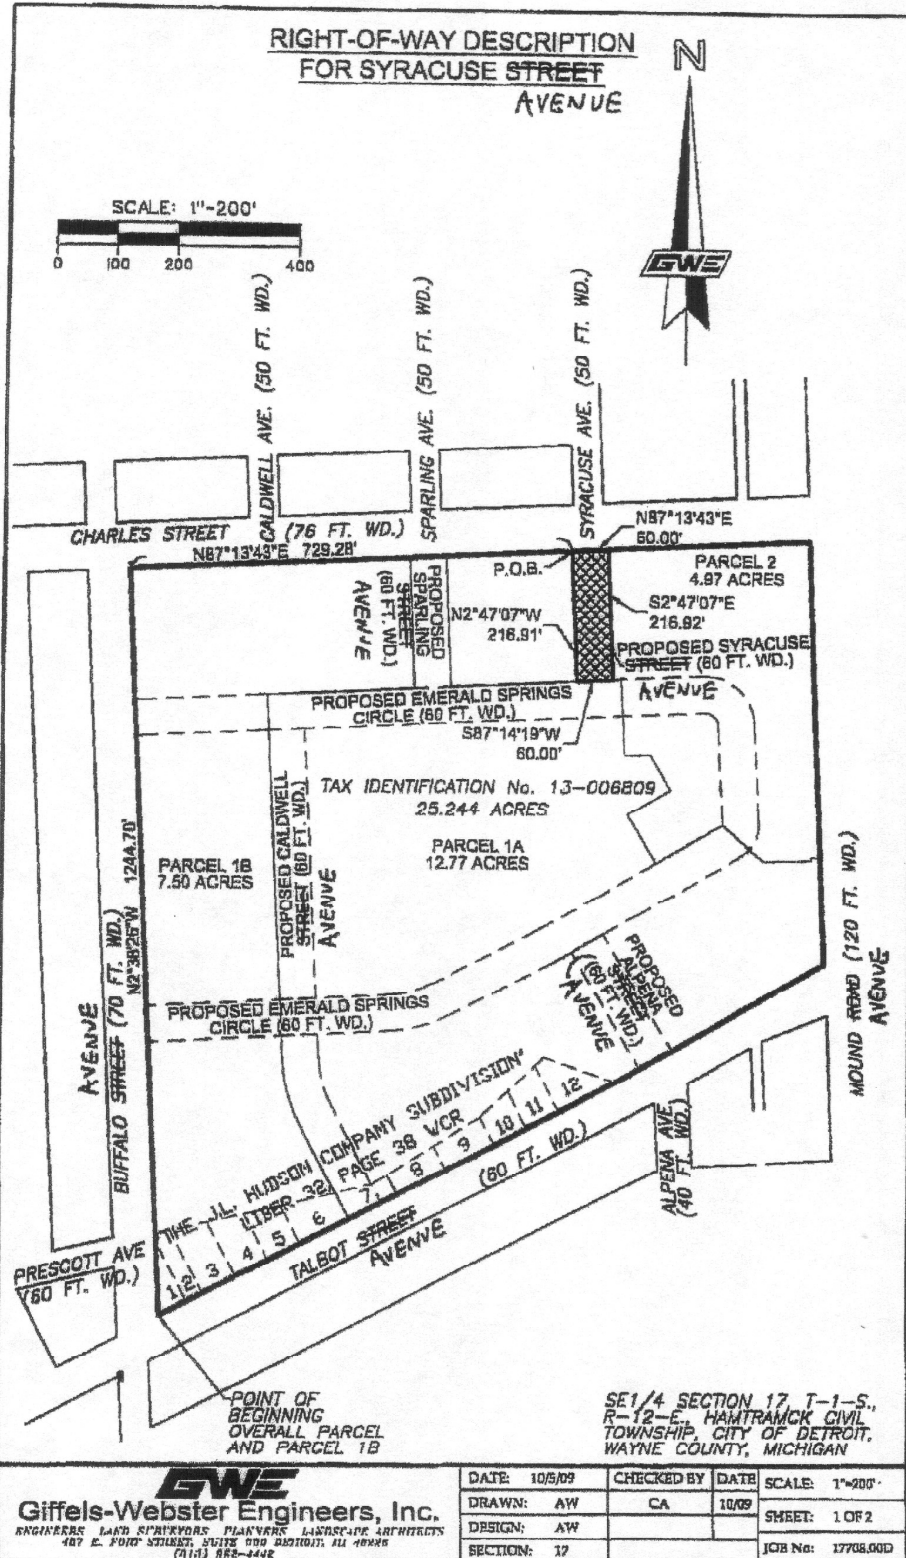 RIGHT-OF-WAY DESCRIPTION
FOR SYRACUSE STREET
AVENUE
N
SCALE: 1"-200'
0 100 200 400
GWE
CALDWELL AVE. (50 FT. WD.)
SPARLING AVE. (50 FT. WD.)
SYRACUSE AVE. (50 FT. WD.)
CHARLES STREET (76 FT. WD.)
N87°13'43"E 729.28'
N87°13'43"E
60.00'
P.O.B.
PARCEL 2
4.97 ACRES
PROPOSED
SPARLING
STREET
(60 FT. WD.)
AVENUE
N2°47'07"W
216.91'
S2°47'07"E
216.92'
PROPOSED SYRACUSE
STREET (60 FT. WD.)
AVENUE
PROPOSED EMERALD SPRINGS
CIRCLE (60 FT. WD.)
S87°14'19"W
60.00'
TAX IDENTIFICATION No. 13-006809
25.244 ACRES
PARCEL 1A
12.77 ACRES
PARCEL 1B
7.50 ACRES
PROPOSED CALDWELL
STREET (60 FT. WD.)
AVENUE
N2°38'26"W 1244.70'
BUFFALO STREET (70 FT. WD.)
AVENUE
MOUND ROAD (120 FT. WD.)
AVENUE
PROPOSED
ALPENA
STREET
(60 FT. WD.)
AVENUE
PROPOSED EMERALD SPRINGS
CIRCLE (60 FT. WD.)
"THE J.L. HUDSON COMPANY SUBDIVISION"
LIBER 32, PAGE 38 WCR
1 2 3 4 5 6 7 8 9 10 11 12
TALBOT STREET (60 FT. WD.)
AVENUE
ALPENA AVE
(40 FT. WD.)
PRESCOTT AVE
(60 FT. WD.)
POINT OF
BEGINNING
OVERALL PARCEL
AND PARCEL 1B
SE1/4 SECTION 17, T-1-S.,
R-12-E., HAMTRAMCK CIVIL
TOWNSHIP, CITY OF DETROIT,
WAYNE COUNTY, MICHIGAN
GWE
Giffels-Webster Engineers, Inc.
ENGINEERS LAND SURVEYORS PLANNERS LANDSCAPE ARCHITECTS
407 E. FORT STREET, SUITE 600 DETROIT, MI 48226
(313) 962-4442
DATE: 10/5/09 CHECKED BY DATE SCALE: 1"=200'
DRAWN: AW CA 10/09
DESIGN: AW SHEET: 1 OF 2
SECTION: 17 JOB No: 17708.00D